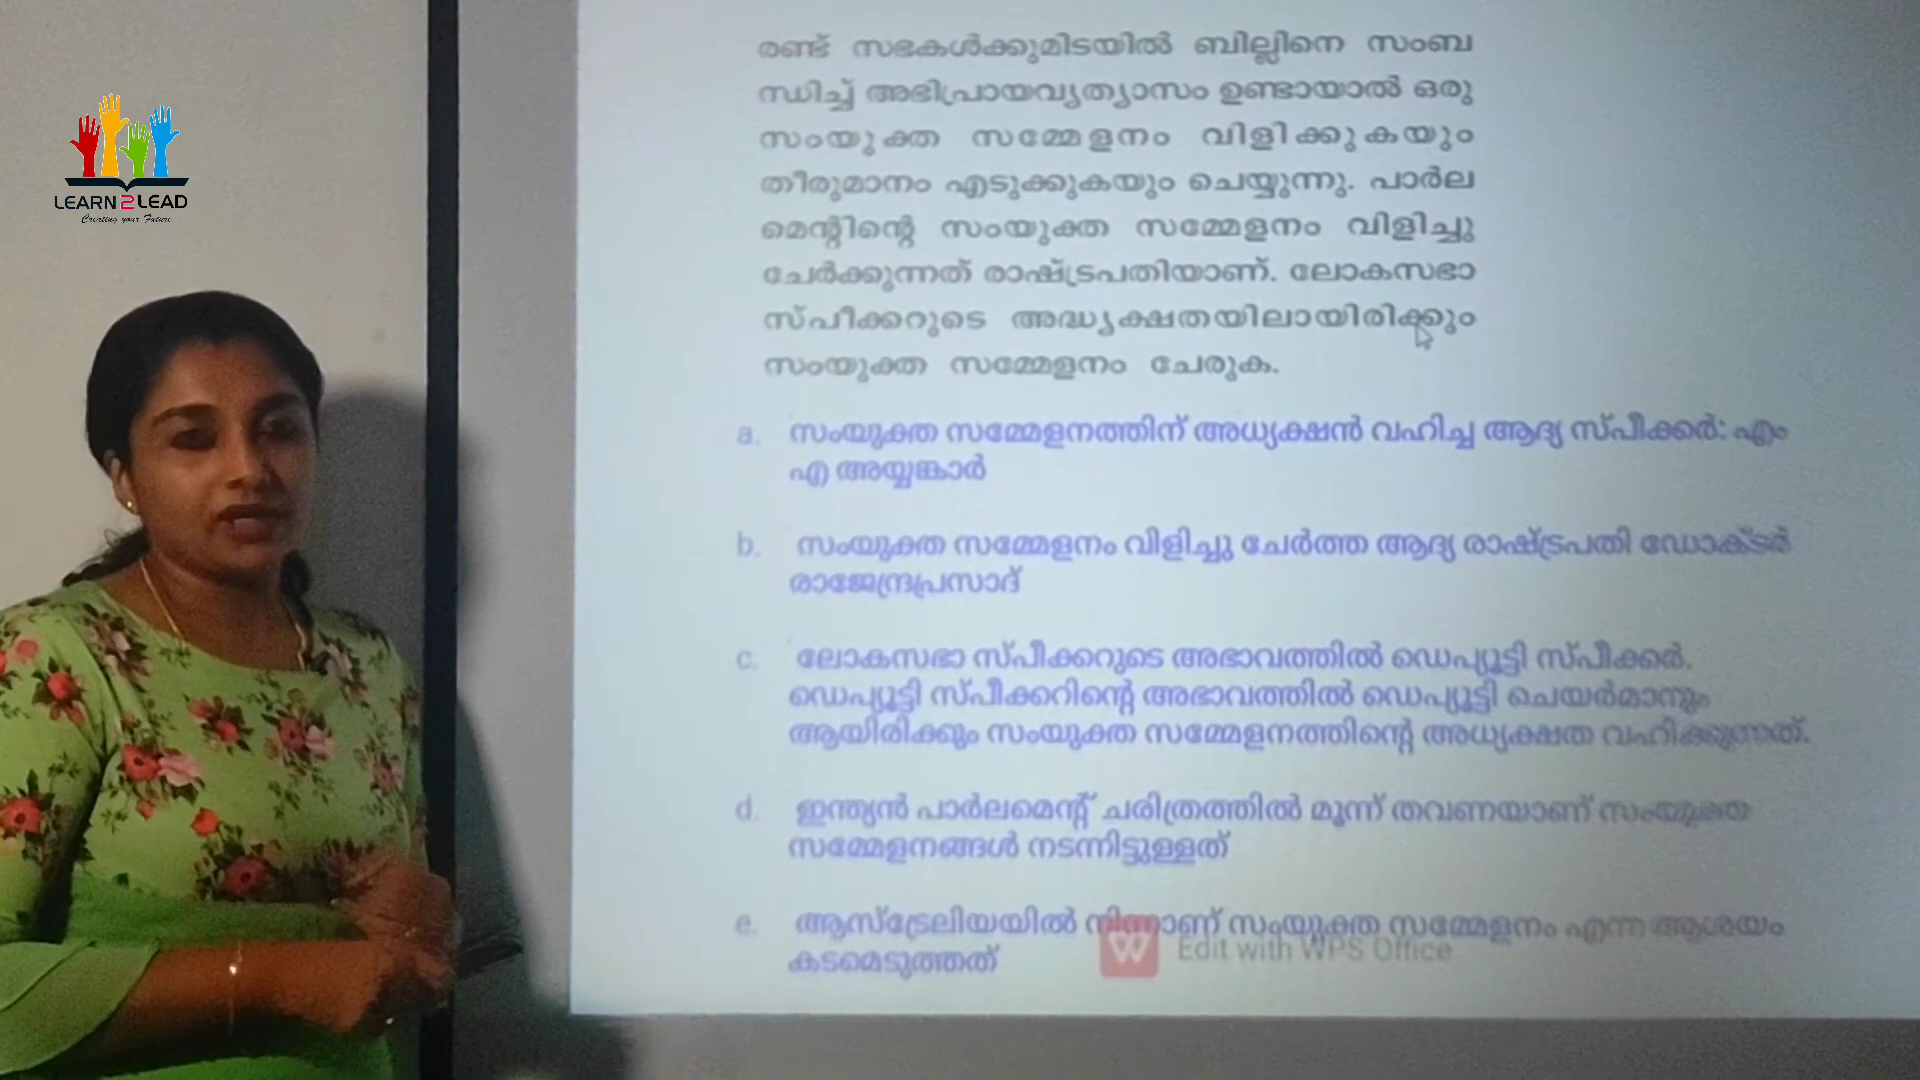 LEARN2LEAD
Creating your Future
രണ്ട് സഭകൾക്കുമിടയിൽ ബില്ലിനെ സംബ
ന്ധിച്ച് അഭിപ്രായവ്യത്യാസം ഉണ്ടായാൽ ഒരു
സംയുക്ത സമ്മേളനം വിളിക്കുകയും
തീരുമാനം എടുക്കുകയും ചെയ്യുന്നു. പാർല
മെന്റിന്റെ സംയുക്ത സമ്മേളനം വിളിച്ചു
ചേർക്കുന്നത് രാഷ്ട്രപതിയാണ്. ലോകസഭാ
സ്പീക്കറുടെ അദ്ധ്യക്ഷതയിലായിരിക്കും
സംയുക്ത സമ്മേളനം ചേരുക.
a. സംയുക്ത സമ്മേളനത്തിന് അധ്യക്ഷൻ വഹിച്ച ആദ്യ സ്പീക്കർ: എം
എ അയ്യങ്കാർ
b. സംയുക്ത സമ്മേളനം വിളിച്ചു ചേർത്ത ആദ്യ രാഷ്ട്രപതി ഡോക്ടർ
രാജേന്ദ്രപ്രസാദ്
c. ലോകസഭാ സ്പീക്കറുടെ അഭാവത്തിൽ ഡെപ്യൂട്ടി സ്പീക്കർ.
ഡെപ്യൂട്ടി സ്പീക്കറിന്റെ അഭാവത്തിൽ ഡെപ്യൂട്ടി ചെയർമാനും
ആയിരിക്കും സംയുക്ത സമ്മേളനത്തിന്റെ അധ്യക്ഷത വഹിക്കുന്നത്.
d. ഇന്ത്യൻ പാർലമെന്റ് ചരിത്രത്തിൽ മൂന്ന് തവണയാണ് സംയുക്ത
സമ്മേളനങ്ങൾ നടന്നിട്ടുള്ളത്
e. ആസ്ട്രേലിയയിൽ നിന്നാണ് സംയുക്ത സമ്മേളനം എന്ന ആശയം
കടമെടുത്തത്
Edit with WPS Office